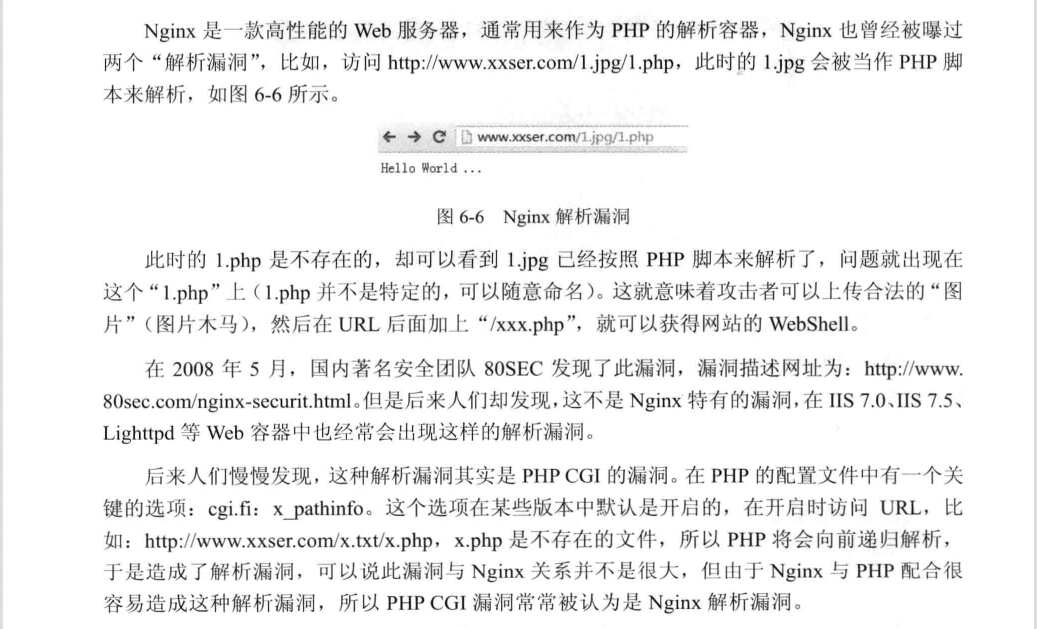 Nginx 是一款高性能的 Web 服务器，通常用来作为 PHP 的解析容器，Nginx 也曾经被曝过
两个“解析漏洞”，比如，访问 http://www.xxser.com/1.jpg/1.php，此时的 1.jpg 会被当作 PHP 脚
本来解析，如图 6-6 所示。
www.xxser.com/1.jpg/1.php
Hello World ...
图 6-6 Nginx 解析漏洞
此时的 1.php 是不存在的，却可以看到 1.jpg 已经按照 PHP 脚本来解析了，问题就出现在
这个“1.php”上（1.php 并不是特定的，可以随意命名）。这就意味着攻击者可以上传合法的“图
片”（图片木马），然后在 URL 后面加上“/xxx.php”，就可以获得网站的 WebShell。
在 2008 年 5 月，国内著名安全团队 80SEC 发现了此漏洞，漏洞描述网址为：http://www.
80sec.com/nginx-securit.html。但是后来人们却发现，这不是 Nginx 特有的漏洞，在 IIS 7.0、IIS 7.5、
Lighttpd 等 Web 容器中也经常会出现这样的解析漏洞。
后来人们慢慢发现，这种解析漏洞其实是 PHP CGI 的漏洞。在 PHP 的配置文件中有一个关
键的选项：cgi.fi：x_pathinfo。这个选项在某些版本中默认是开启的，在开启时访问 URL，比
如：http://www.xxser.com/x.txt/x.php，x.php 是不存在的文件，所以 PHP 将会向前递归解析，
于是造成了解析漏洞，可以说此漏洞与 Nginx 关系并不是很大，但由于 Nginx 与 PHP 配合很
容易造成这种解析漏洞，所以 PHP CGI 漏洞常常被认为是 Nginx 解析漏洞。